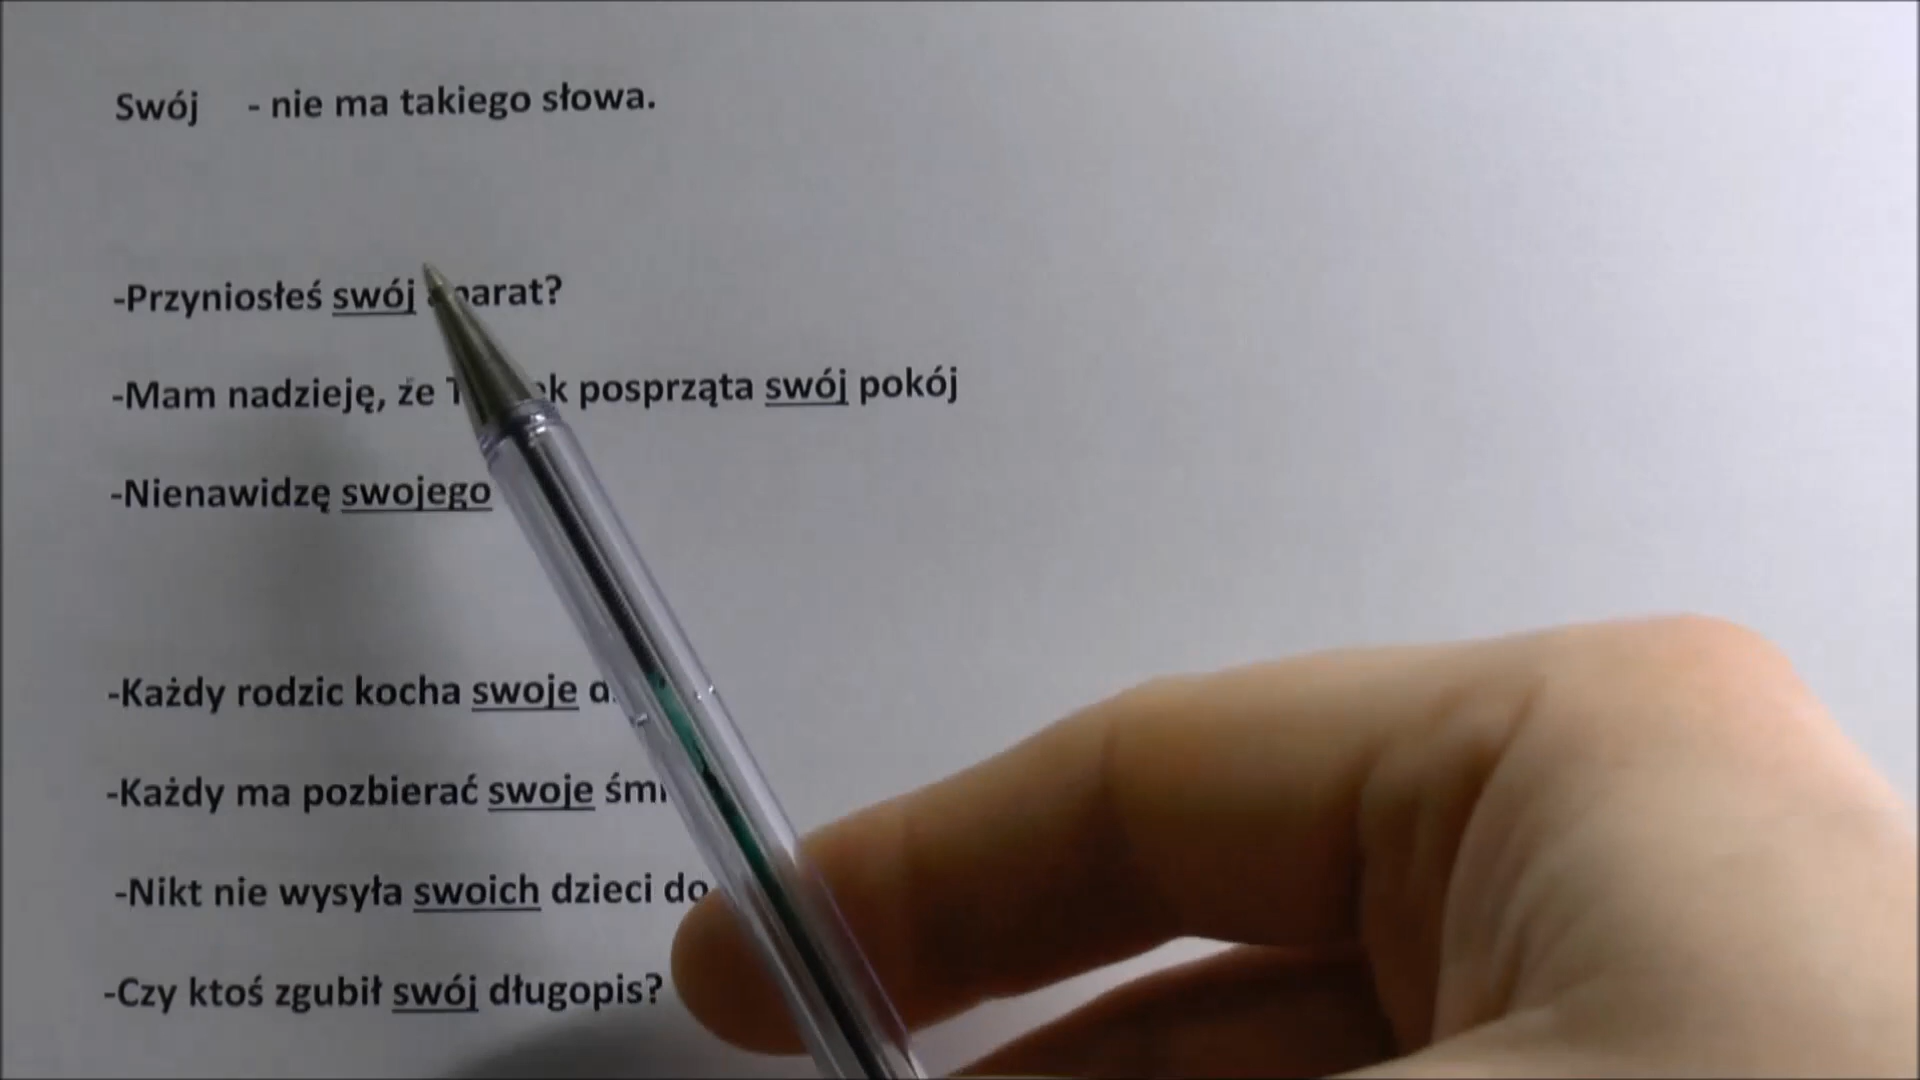 Swój - nie ma takiego słowa.
-Przyniosłeś swój aparat?
-Mam nadzieję, że posprząta swój pokój
-Nienawidzę swojego
-Każdy rodzic kocha swoje
-Każdy ma pozbierać swoje
-Nikt nie wysyła swoich dzieci do
-Czy ktoś zgubił swój długopis?